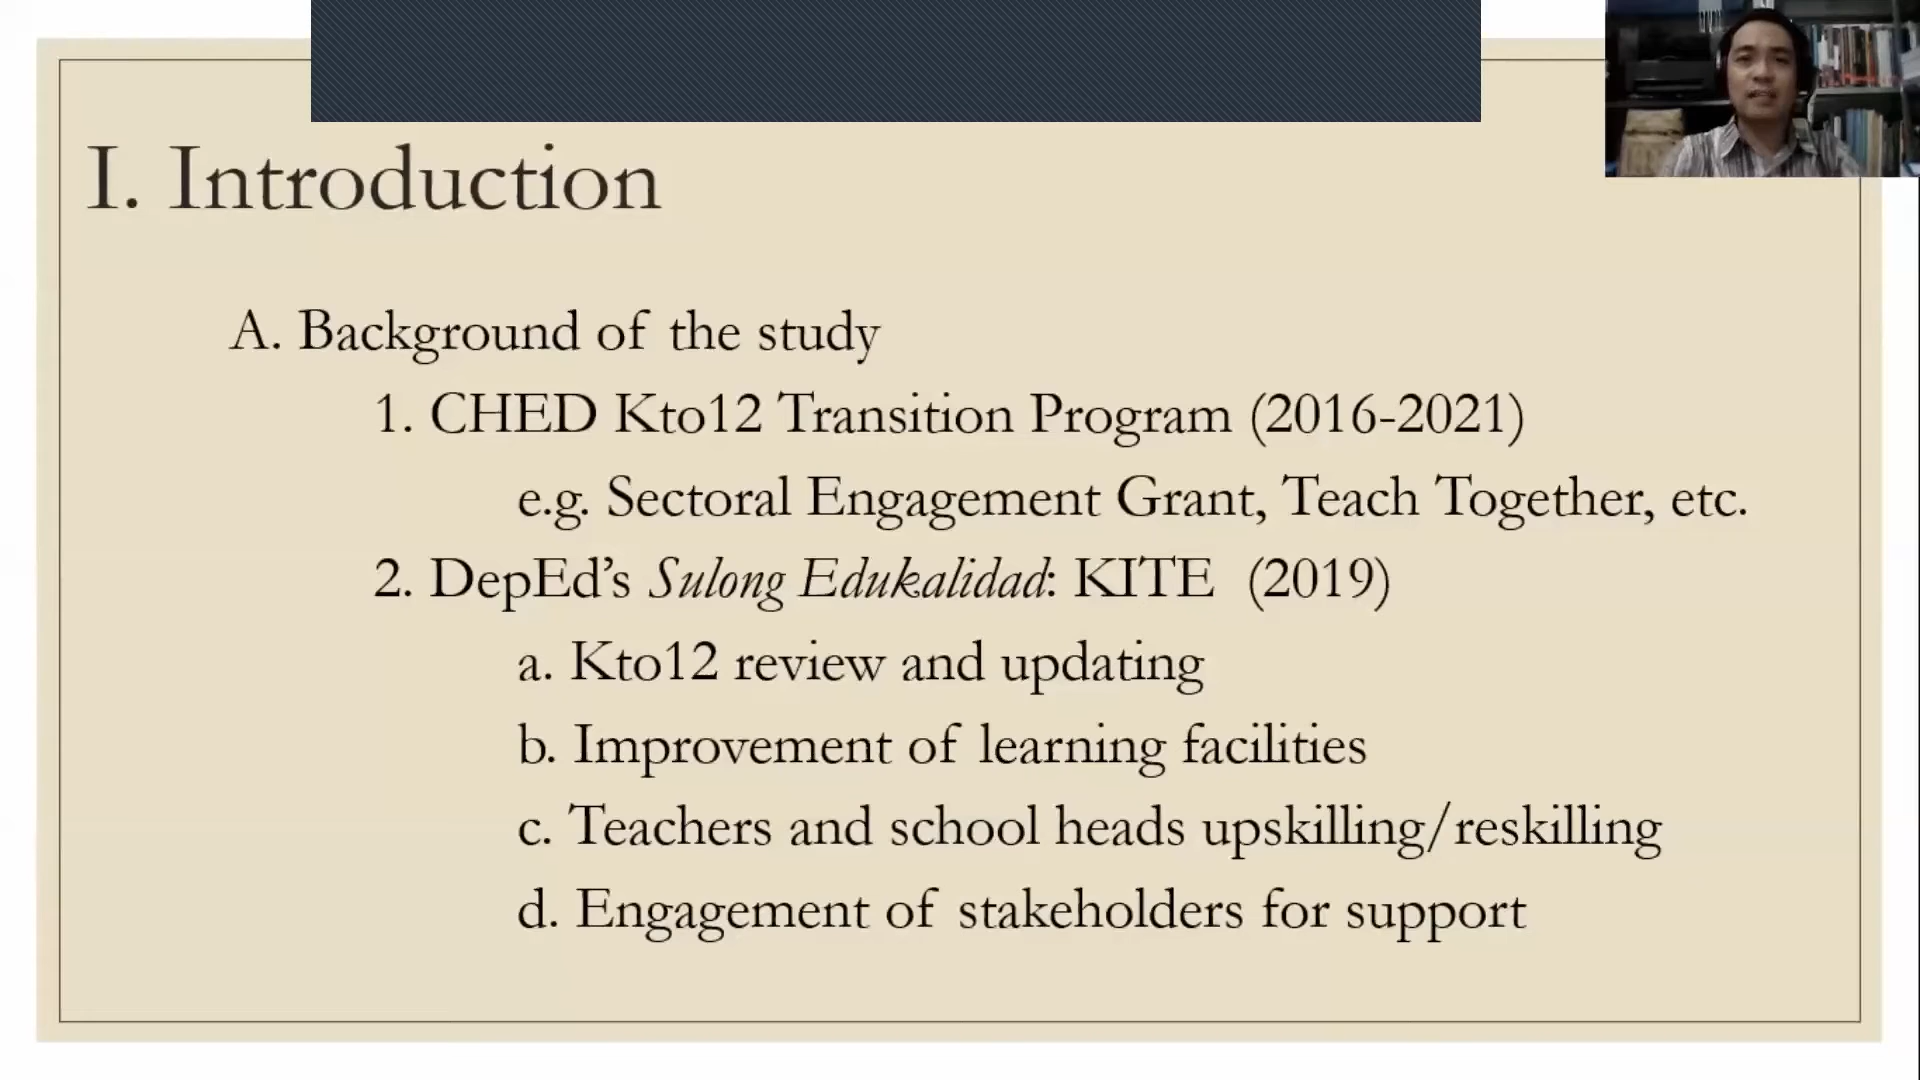 I. Introduction
A. Background of the study
1. CHED Kto12 Transition Program (2016-2021)
e.g. Sectoral Engagement Grant, Teach Together, etc.
2. DepEd’s Sulong Edukalidad: KITE (2019)
a. Kto12 review and updating
b. Improvement of learning facilities
c. Teachers and school heads upskilling/reskilling
d. Engagement of stakeholders for support